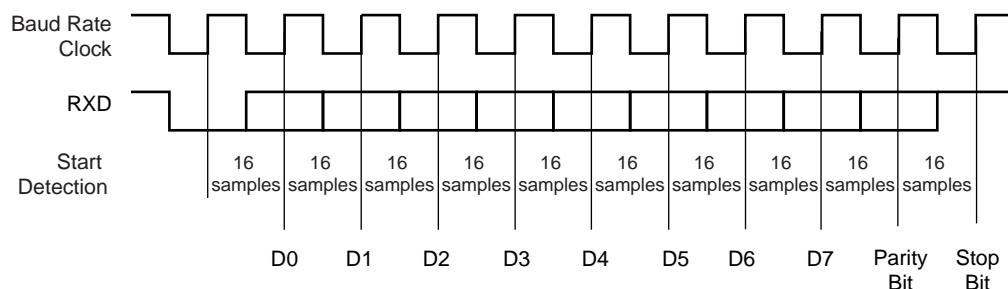 Baud Rate
Clock
RXD
Start
Detection
16 16 16 16 16 16 16 16 16 16
samples samples samples samples samples samples samples samples samples samples
D0 D1 D2 D3 D4 D5 D6 D7 Parity Stop
Bit Bit